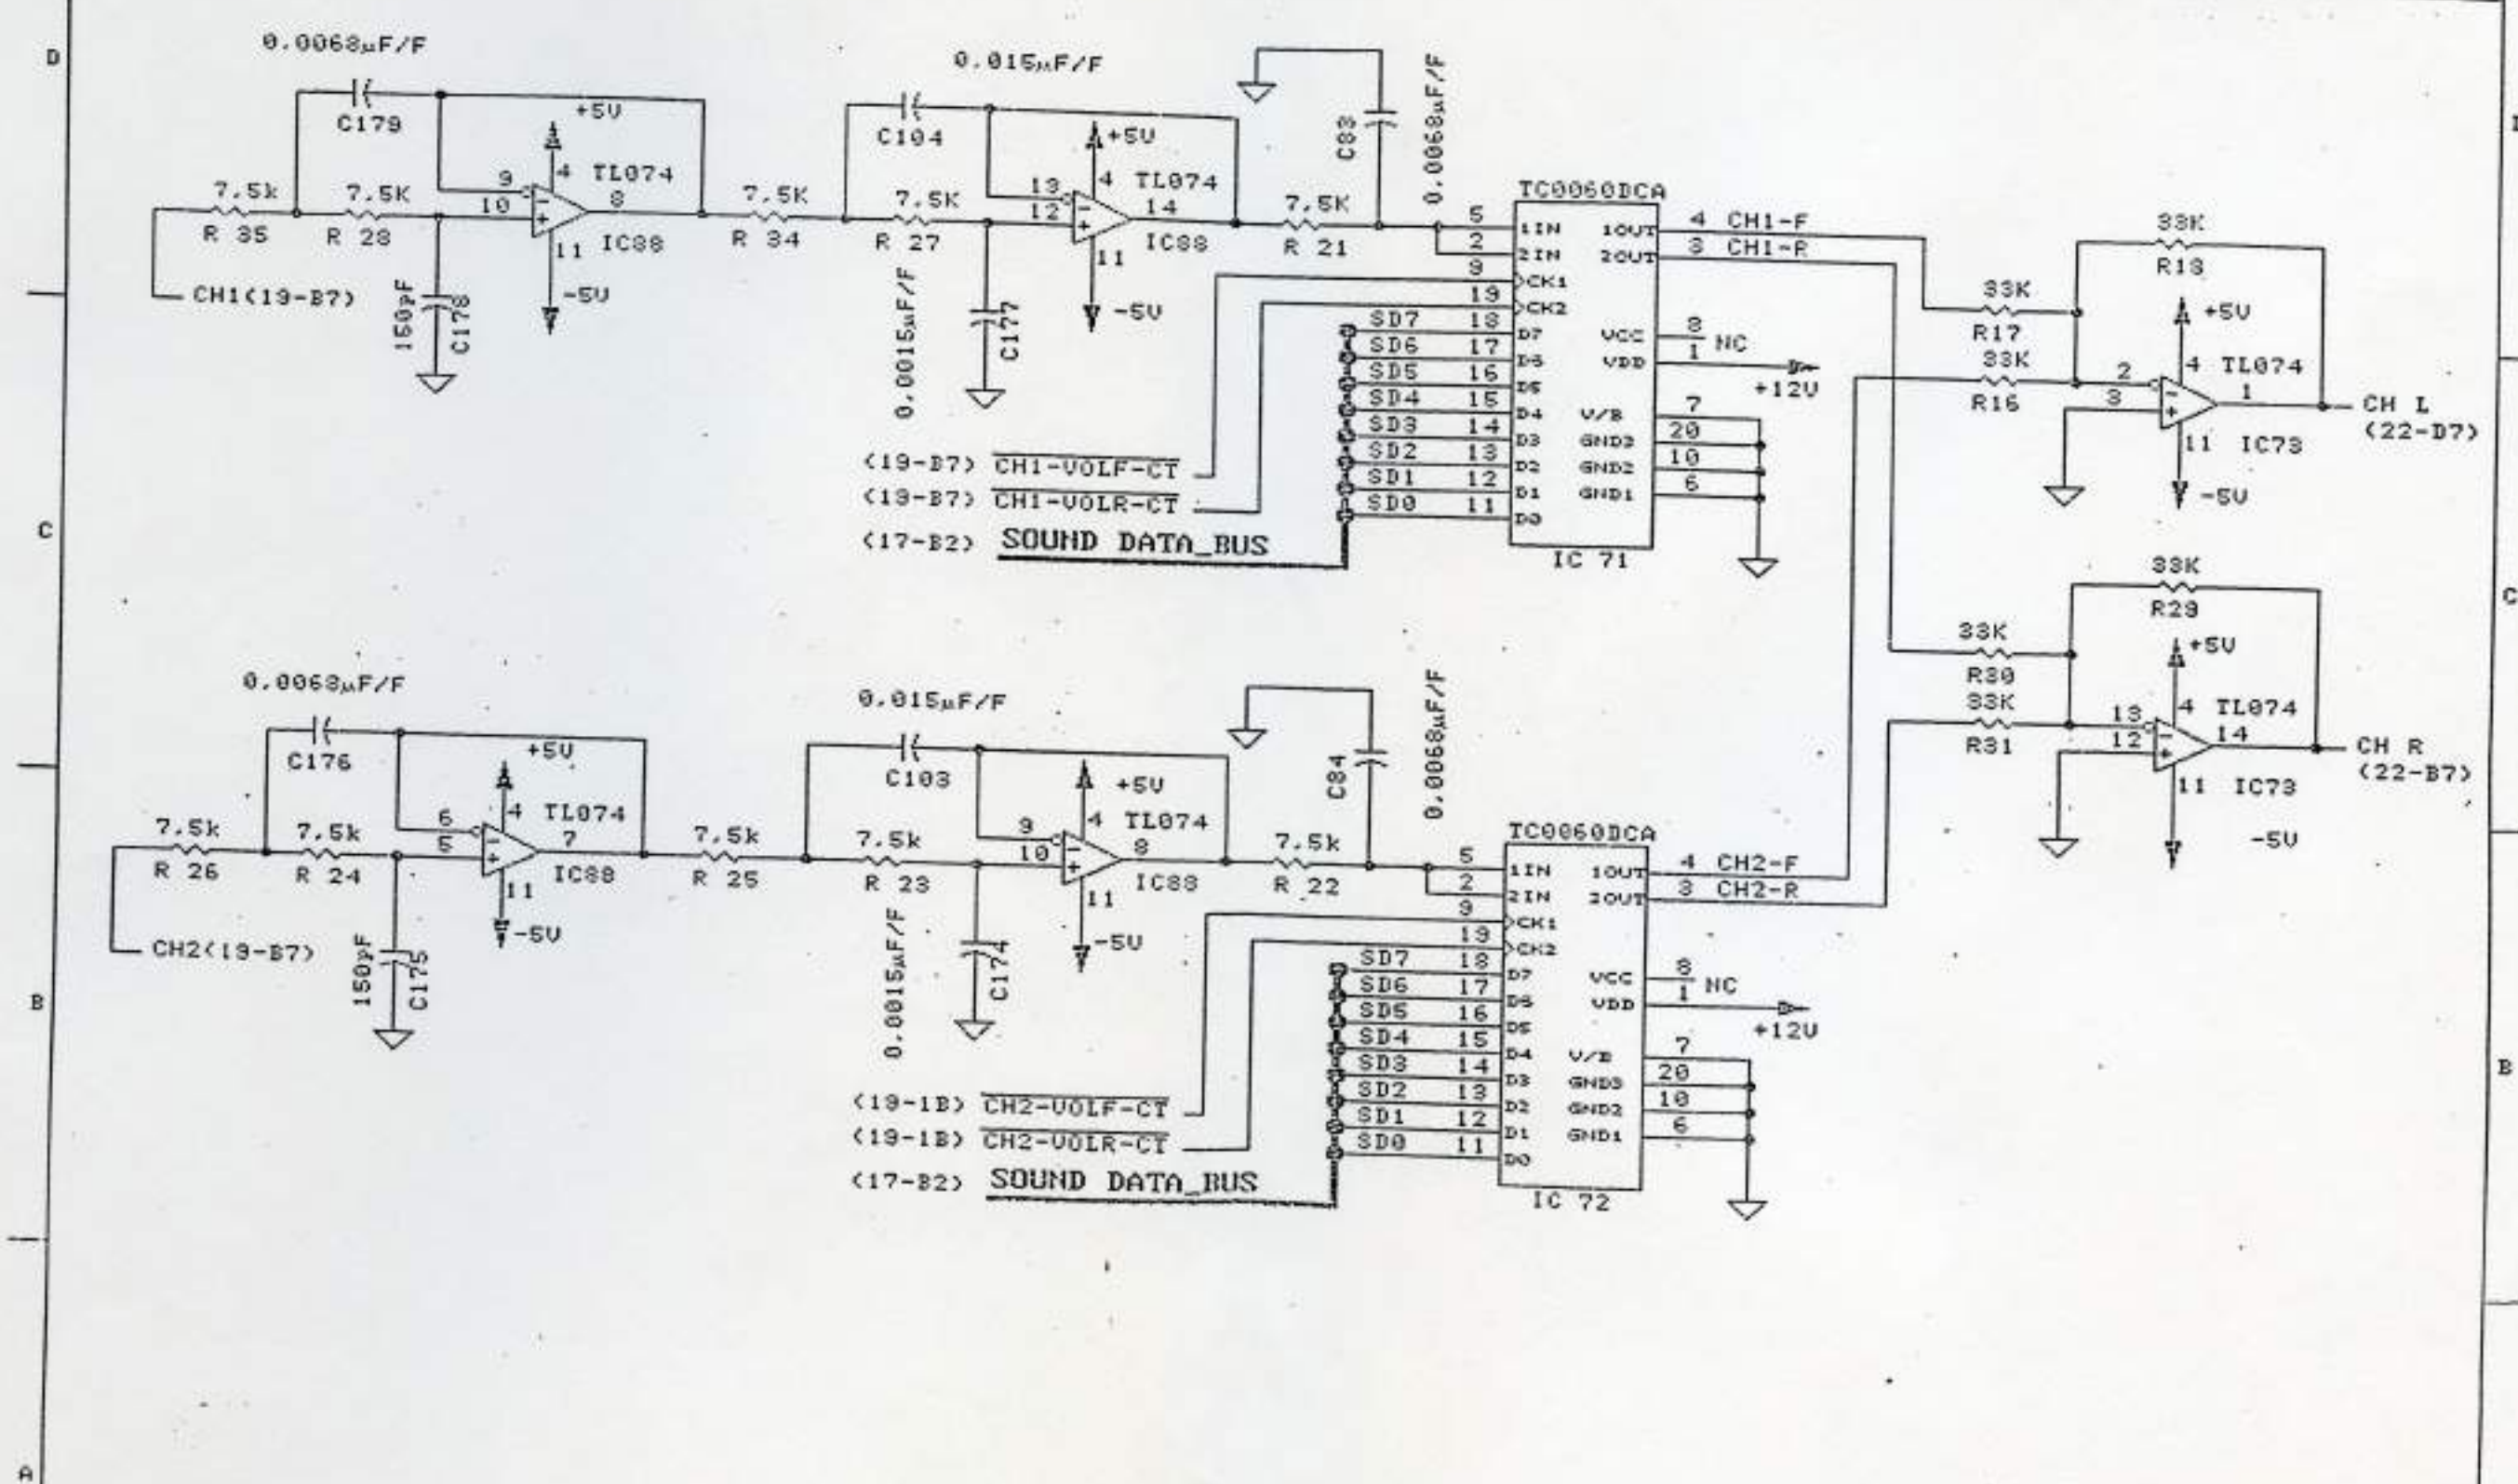 D
0.0068µF/F
C179
+5V
7.5k
R 35
7.5K
R 28
9
10
4
TL074
8
11
IC88
-5V
150pF
C178
CH1(19-B7)
7.5K
R 34
0.015µF/F
C104
+5V
7.5K
R 27
13
12
4
TL074
14
11
IC88
-5V
0.0015µF/F
C177
7.5K
R 21
C83
0.0068µF/F
TC0060DCA
5 1IN
2 2IN
9 CK1
19 CK2
SD7 18 D7
SD6 17 D6
SD5 16 D5
SD4 15 D4
SD3 14 D3
SD2 13 D2
SD1 12 D1
SD0 11 D0
1OUT 4 CH1-F
2OUT 3 CH1-R
VCC 8 NC
VDD 1
+12V
V/B 7
GND3 20
GND2 10
GND1 6
IC 71
(19-B7) CH1-VOLF-CT
(19-B7) CH1-VOLR-CT
(17-B2) SOUND DATA_BUS
33K
R18
33K
R17
33K
R16
+5V
2
3
4
TL074
1
11
IC73
-5V
CH L
(22-D7)
C
C
33K
R29
33K
R30
33K
R31
+5V
13
12
4
TL074
14
11
IC73
-5V
CH R
(22-B7)
0.0068µF/F
C176
+5V
7.5k
R 26
7.5k
R 24
6
5
4
TL074
7
11
IC88
-5V
150pF
C175
CH2(19-B7)
7.5k
R 25
0.015µF/F
C103
+5V
7.5k
R 23
9
10
4
TL074
8
11
IC83
-5V
0.0015µF/F
C174
7.5k
R 22
C84
0.0068µF/F
TC0060DCA
5 1IN
2 2IN
9 CK1
19 CK2
SD7 18 D7
SD6 17 D6
SD5 16 D5
SD4 15 D4
SD3 14 D3
SD2 13 D2
SD1 12 D1
SD0 11 D0
1OUT 4 CH2-F
2OUT 3 CH2-R
VCC 8 NC
VDD 1
+12V
V/B 7
GND3 20
GND2 10
GND1 6
IC 72
(19-1B) CH2-VOLF-CT
(19-1B) CH2-VOLR-CT
(17-B2) SOUND DATA_BUS
B
B
A